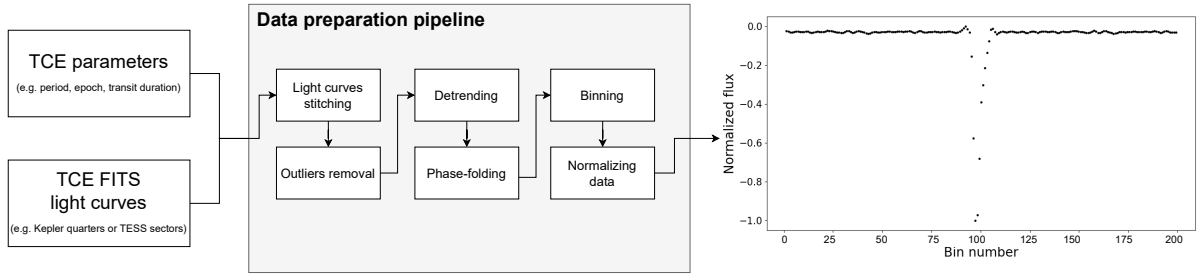 Data preparation pipeline
TCE parameters
(e.g. period, epoch, transit duration)
TCE FITS
light curves
(e.g. Kepler quarters or TESS sectors)
Light curves
stitching
Outliers removal
Detrending
Phase-folding
Binning
Normalizing
data
Normalized flux
0.0
−0.2
−0.4
−0.6
−0.8
−1.0
0 25 50 75 100 125 150 175 200
Bin number